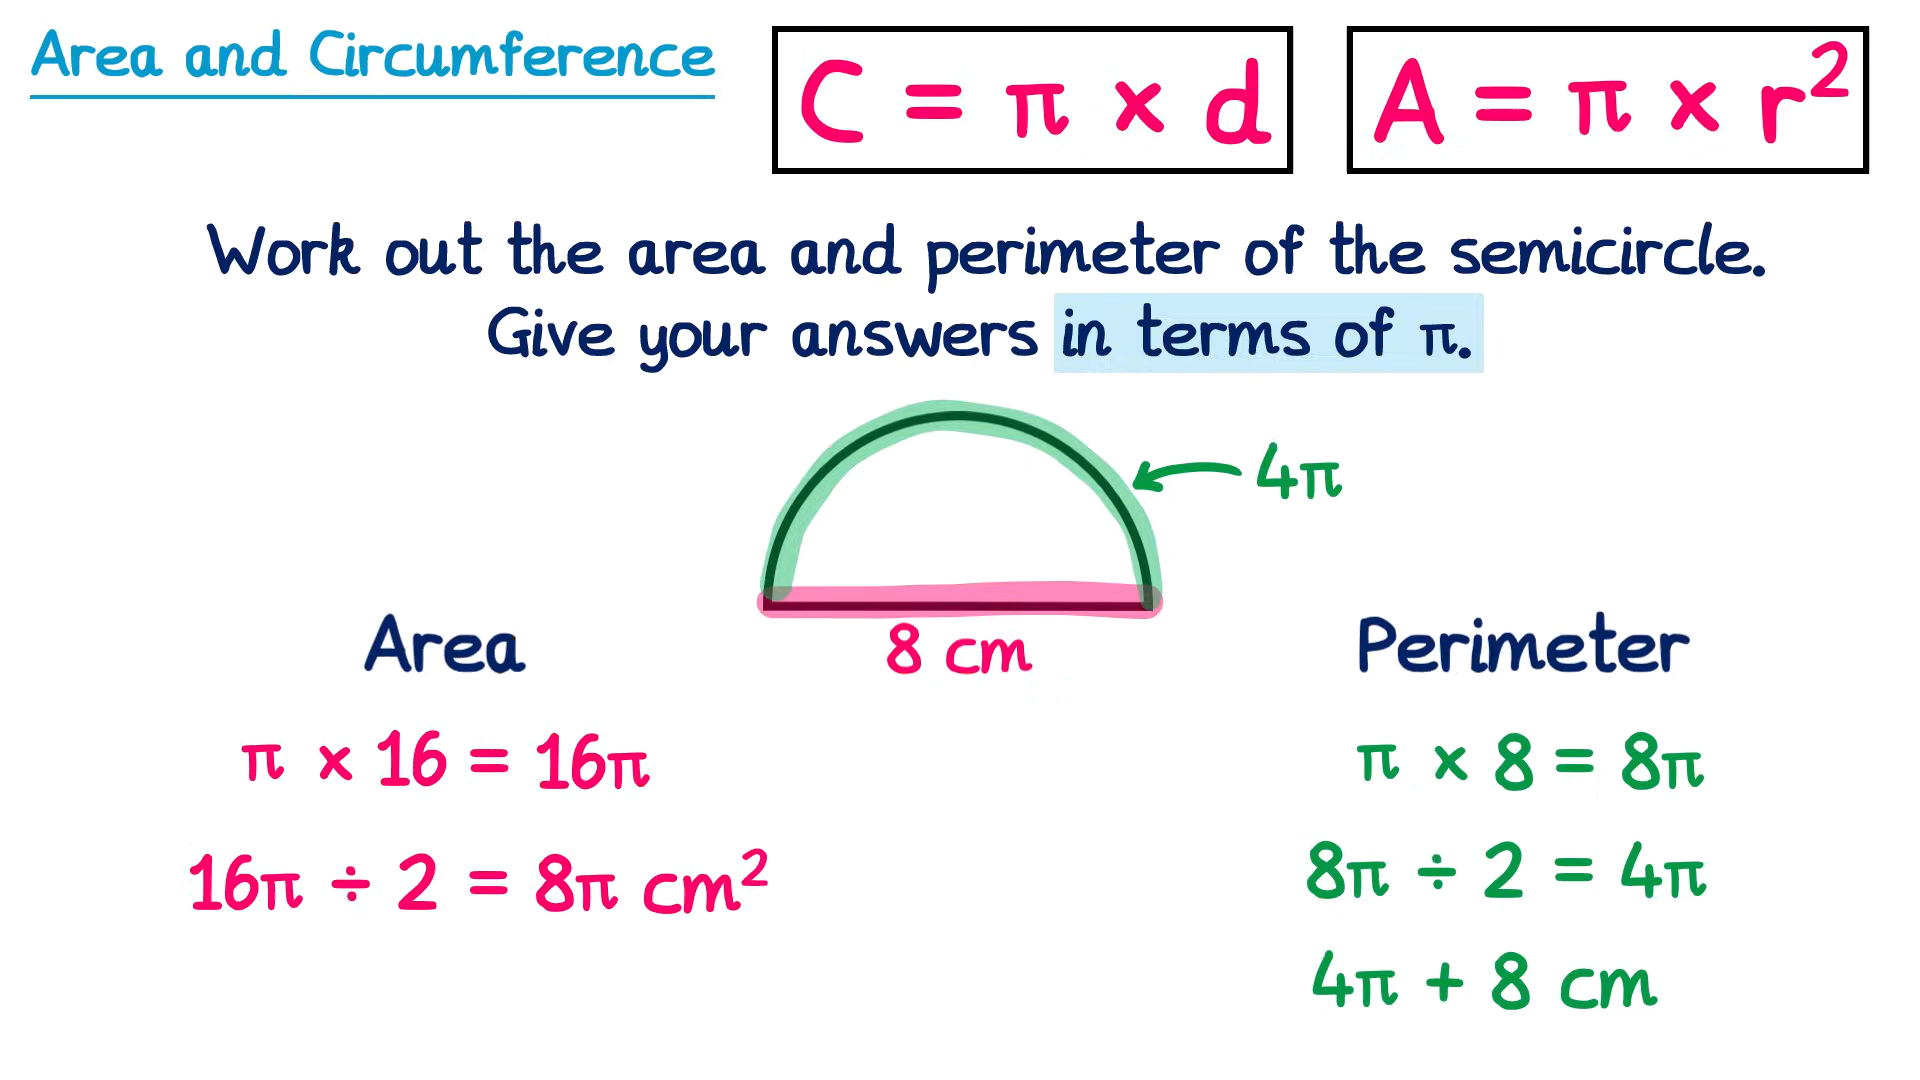 Area and Circumference
C = π × d
A = π × r²
Work out the area and perimeter of the semicircle.
Give your answers in terms of π.
4π
8 cm
Area
π × 16 = 16π
16π ÷ 2 = 8π cm²
Perimeter
π × 8 = 8π
8π ÷ 2 = 4π
4π + 8 cm